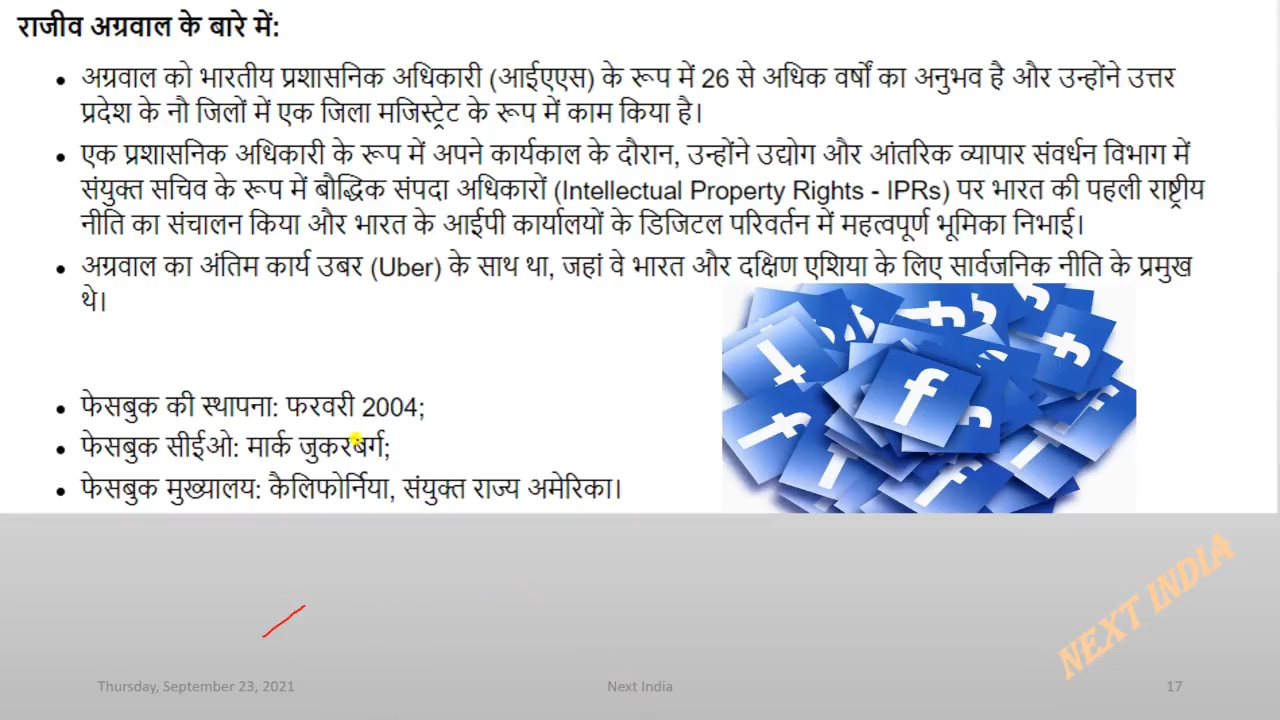 राजीव अग्रवाल के बारे में:
• अग्रवाल को भारतीय प्रशासनिक अधिकारी (आईएएस) के रूप में 26 से अधिक वर्षों का अनुभव है और उन्होंने उत्तर
प्रदेश के नौ जिलों में एक जिला मजिस्ट्रेट के रूप में काम किया है।
• एक प्रशासनिक अधिकारी के रूप में अपने कार्यकाल के दौरान, उन्होंने उद्योग और आंतरिक व्यापार संवर्धन विभाग में
संयुक्त सचिव के रूप में बौद्धिक संपदा अधिकारों (Intellectual Property Rights - IPRs) पर भारत की पहली राष्ट्रीय
नीति का संचालन किया और भारत के आईपी कार्यालयों के डिजिटल परिवर्तन में महत्वपूर्ण भूमिका निभाई।
• अग्रवाल का अंतिम कार्य उबर (Uber) के साथ था, जहां वे भारत और दक्षिण एशिया के लिए सार्वजनिक नीति के प्रमुख
थे।
• फेसबुक की स्थापना: फरवरी 2004;
• फेसबुक सीईओ: मार्क जुकरबर्ग;
• फेसबुक मुख्यालय: कैलिफोर्निया, संयुक्त राज्य अमेरिका।
NEXT INDIA
Thursday, September 23, 2021
Next India
17